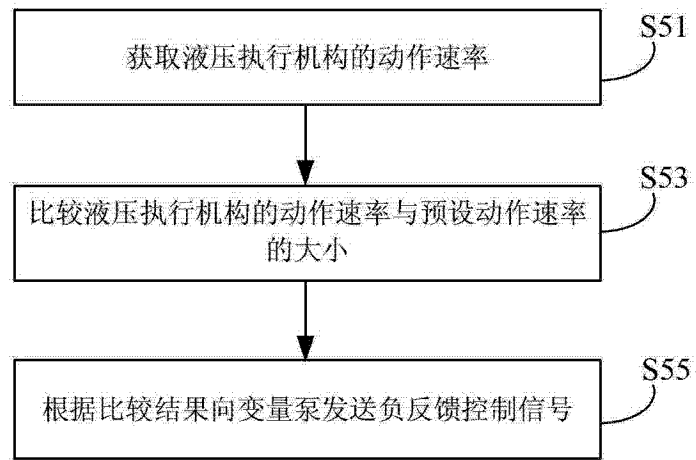 S51
获取液压执行机构的动作速率
S53
比较液压执行机构的动作速率与预设动作速率
的大小
S55
根据比较结果向变量泵发送负反馈控制信号